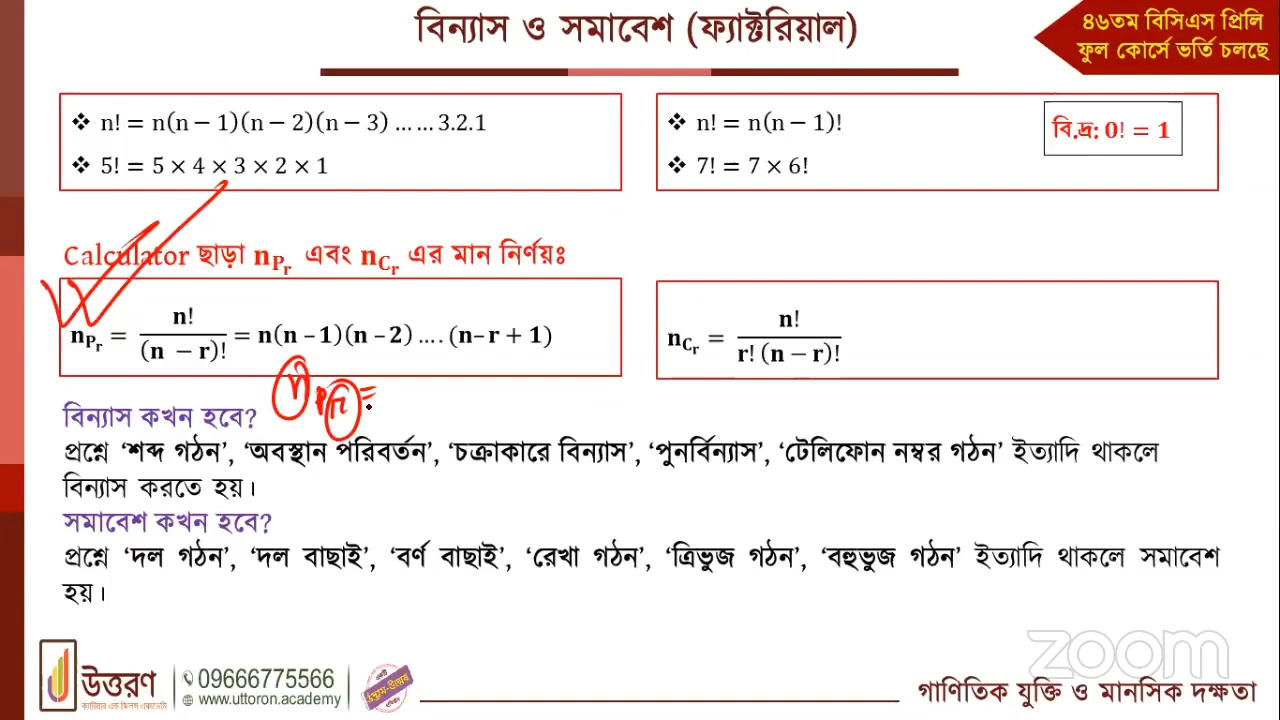 বিন্যাস ও সমাবেশ (ফ্যাক্টরিয়াল)
৪৬তম বিসিএস প্রিলি
ফুল কোর্সে ভর্তি চলছে
❖ n! = n(n − 1)(n − 2)(n − 3) … … 3.2.1
❖ 5! = 5 × 4 × 3 × 2 × 1
❖ n! = n(n − 1)!
❖ 7! = 7 × 6!
বি.দ্র: 0! = 1
Calculator ছাড়া nPr এবং nCr এর মান নির্ণয়ঃ
nPr = n!/(n − r)! = n(n – 1)(n – 2) …. (n– r + 1)
nCr = n!/r! (n − r)!
বিন্যাস কখন হবে?
প্রশ্নে ‘শব্দ গঠন’, ‘অবস্থান পরিবর্তন’, ‘চক্রাকারে বিন্যাস’, ‘পুনর্বিন্যাস’, ‘টেলিফোন নম্বর গঠন’ ইত্যাদি থাকলে
বিন্যাস করতে হয়।
সমাবেশ কখন হবে?
প্রশ্নে ‘দল গঠন’, ‘দল বাছাই’, ‘বর্ণ বাছাই’, ‘রেখা গঠন’, ‘ত্রিভুজ গঠন’, ‘বহুভুজ গঠন’ ইত্যাদি থাকলে সমাবেশ
হয়।
উত্তরণ
ক্যারিয়ার এন্ড স্কিলস একাডেমি
09666775566
www.uttoron.academy
zoom
গাণিতিক যুক্তি ও মানসিক দক্ষতা